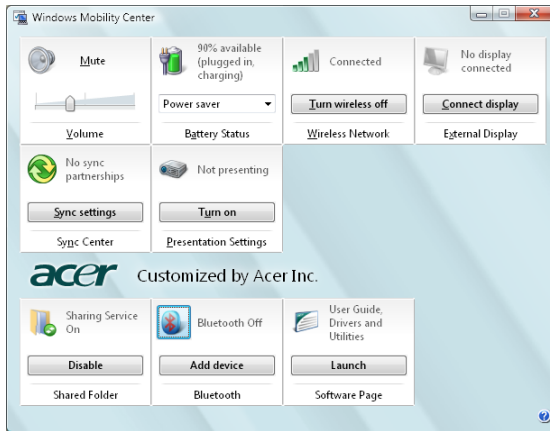 Windows Mobility Center
Mute
Volume
90% available
(plugged in,
charging)
Power saver
Battery Status
Connected
Turn wireless off
Wireless Network
No display
connected
Connect display
External Display
No sync
partnerships
Sync settings
Sync Center
Not presenting
Turn on
Presentation Settings
acer Customized by Acer Inc.
Sharing Service
On
Disable
Shared Folder
Bluetooth Off
Add device
Bluetooth
User Guide,
Drivers and
Utilities
Launch
Software Page